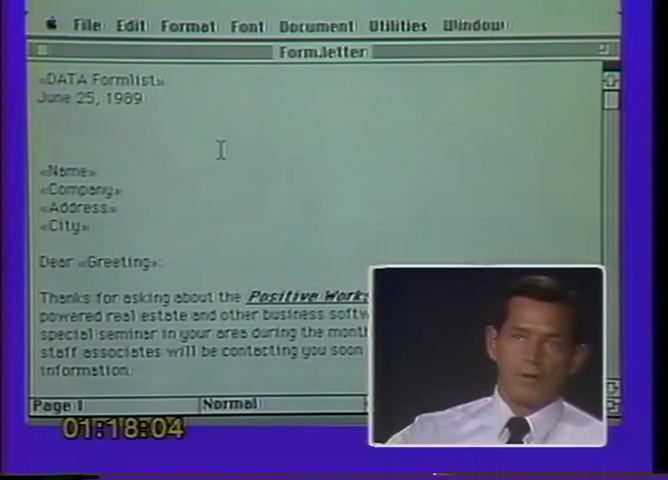 File Edit Format Font Document Utilities Window
Form.letter
«DATA Formlist»
June 25, 1989
«Name»
«Company»
«Address»
«City»
Dear «Greeting»:
Thanks for asking about the Positive Works
powered real estate and other business softw
special seminar in your area during the mont
staff associates will be contacting you soon
information.
Page 1 Normal
01:18:04